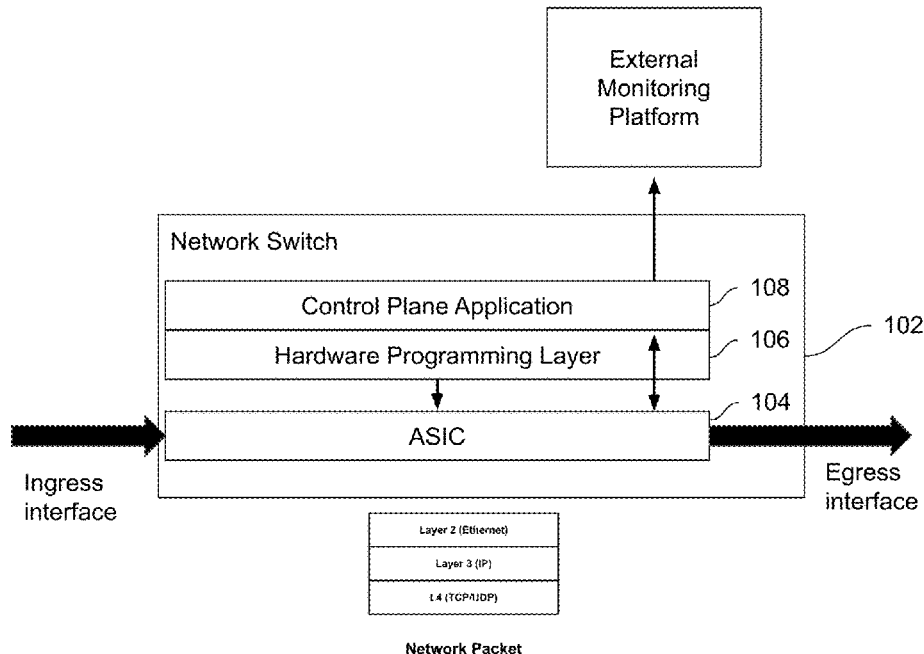 External
Monitoring
Platform
Network Switch
Control Plane Application
108
Hardware Programming Layer
106
102
ASIC
104
Ingress
interface
Egress
interface
Layer 2 (Ethernet)
Layer 3 (IP)
L4 (TCP/UDP)
Network Packet